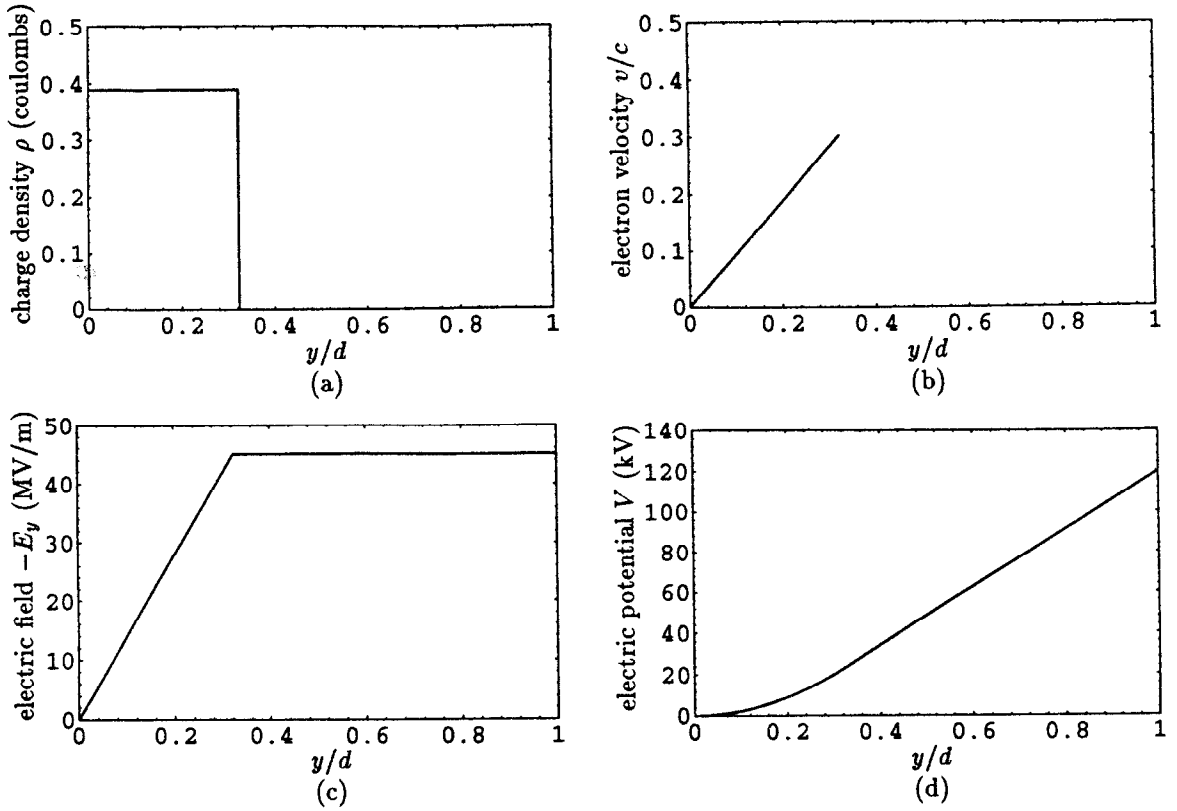 charge density ρ (coulombs)
0.5
0.4
0.3
0.2
0.1
0
0 0.2 0.4 0.6 0.8 1
y/d
(a)
electron velocity v/c
0.5
0.4
0.3
0.2
0.1
0
0 0.2 0.4 0.6 0.8 1
y/d
(b)
electric field −E_y (MV/m)
50
40
30
20
10
0
0 0.2 0.4 0.6 0.8 1
y/d
(c)
electric potential V (kV)
140
120
100
80
60
40
20
0
0 0.2 0.4 0.6 0.8 1
y/d
(d)